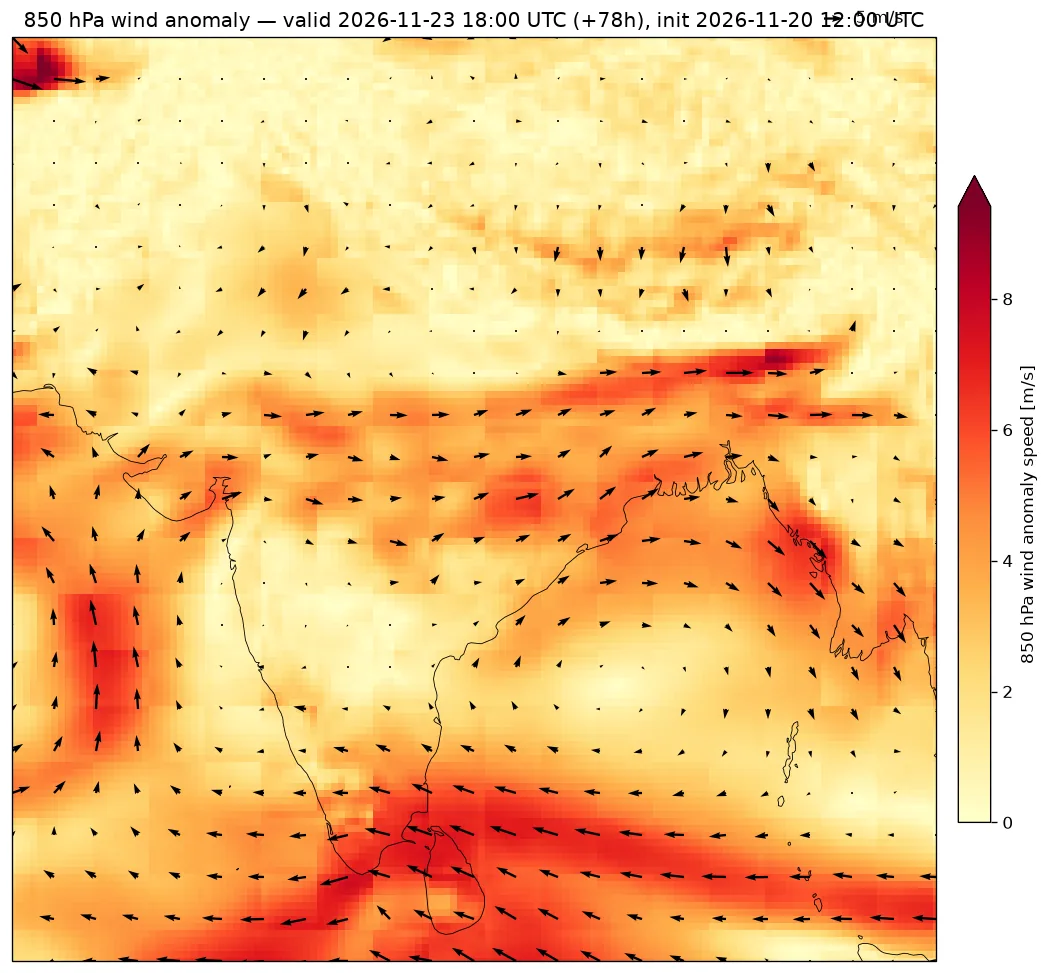 850 hPa wind anomaly — valid 2026-11-23 18:00 UTC (+78h), init 2026-11-20 12:00 UTC
5 m/s
8
6
4
2
0
850 hPa wind anomaly speed [m/s]